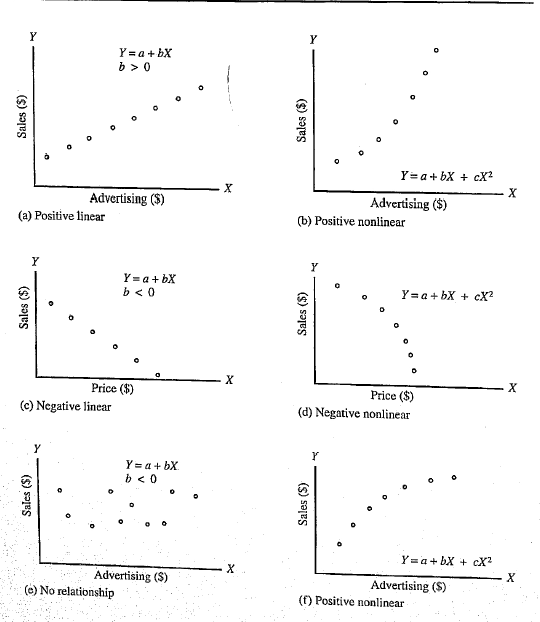 Y
Y = a + bX
b > 0
Sales ($)
X
Advertising ($)
(a) Positive linear
Y
Sales ($)
Y = a + bX + cX²
X
Advertising ($)
(b) Positive nonlinear
Y
Y = a + bX
b < 0
Sales ($)
X
Price ($)
(c) Negative linear
Y
Y = a + bX + cX²
Sales ($)
X
Price ($)
(d) Negative nonlinear
Y
Y = a + bX
b < 0
Sales ($)
X
Advertising ($)
(e) No relationship
Y
Sales ($)
Y = a + bX + cX²
X
Advertising ($)
(f) Positive nonlinear